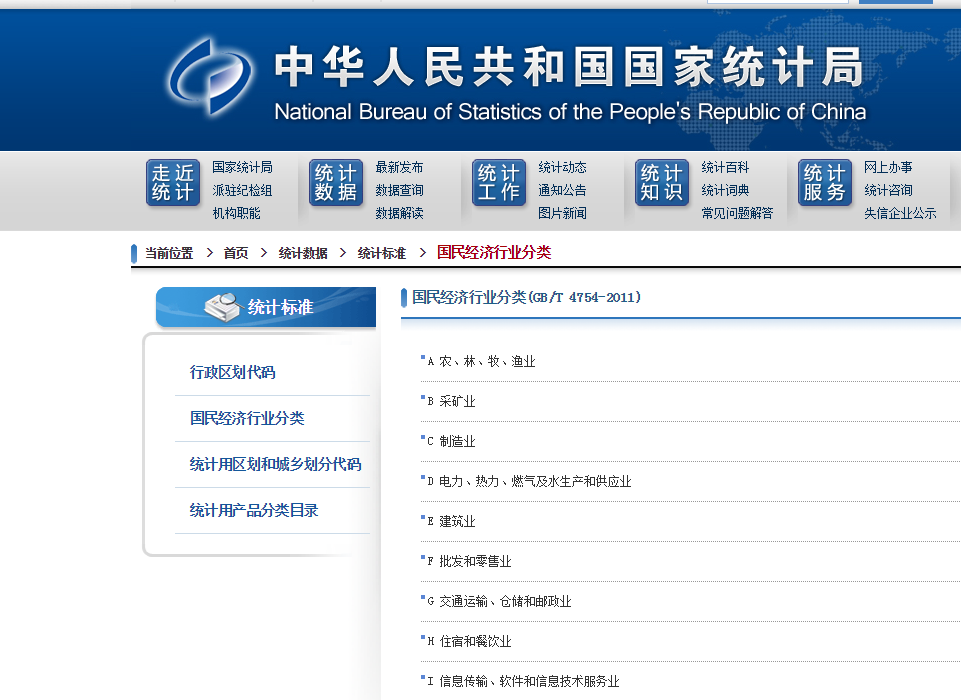 中华人民共和国国家统计局
National Bureau of Statistics of the People's Republic of China
走近统计
国家统计局
派驻纪检组
机构职能
统计数据
最新发布
数据查询
数据解读
统计工作
统计动态
通知公告
图片新闻
统计知识
统计百科
统计词典
常见问题解答
统计服务
网上办事
统计咨询
失信企业公示
当前位置 > 首页 > 统计数据 > 统计标准 > 国民经济行业分类
统计标准
行政区划代码
国民经济行业分类
统计用区划和城乡划分代码
统计用产品分类目录
国民经济行业分类(GB/T 4754-2011)
A 农、林、牧、渔业
B 采矿业
C 制造业
D 电力、热力、燃气及水生产和供应业
E 建筑业
F 批发和零售业
G 交通运输、仓储和邮政业
H 住宿和餐饮业
I 信息传输、软件和信息技术服务业